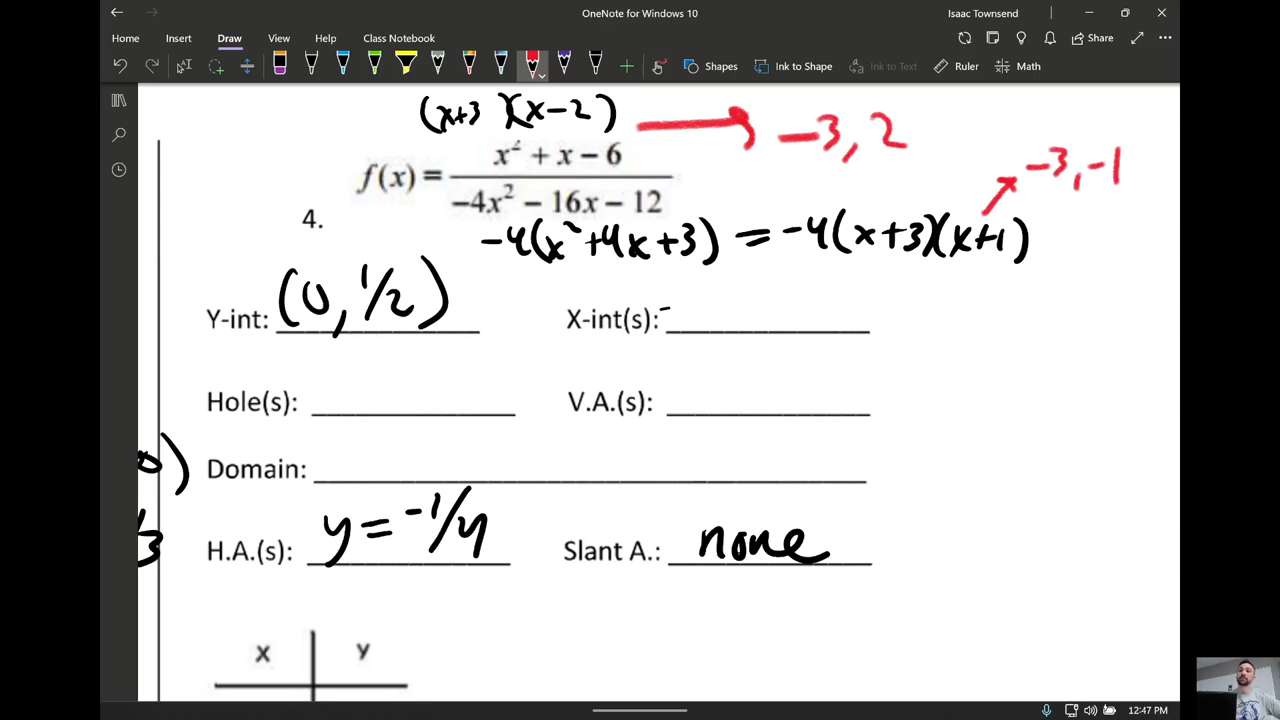 OneNote for Windows 10
Isaac Townsend
Home Insert Draw View Help Class Notebook
Share
Shapes Ink to Shape Ink to Text Ruler Math
(x+3)(x-2) → -3, 2
f(x) = x² + x - 6 / -4x² - 16x - 12
-3, -1
4.
-4(x²+4x+3) = -4(x+3)(x+1)
Y-int: (0, 1/2) X-int(s):
Hole(s): V.A.(s):
Domain:
H.A.(s): y = -1/4 Slant A.: none
x y
12:47 PM